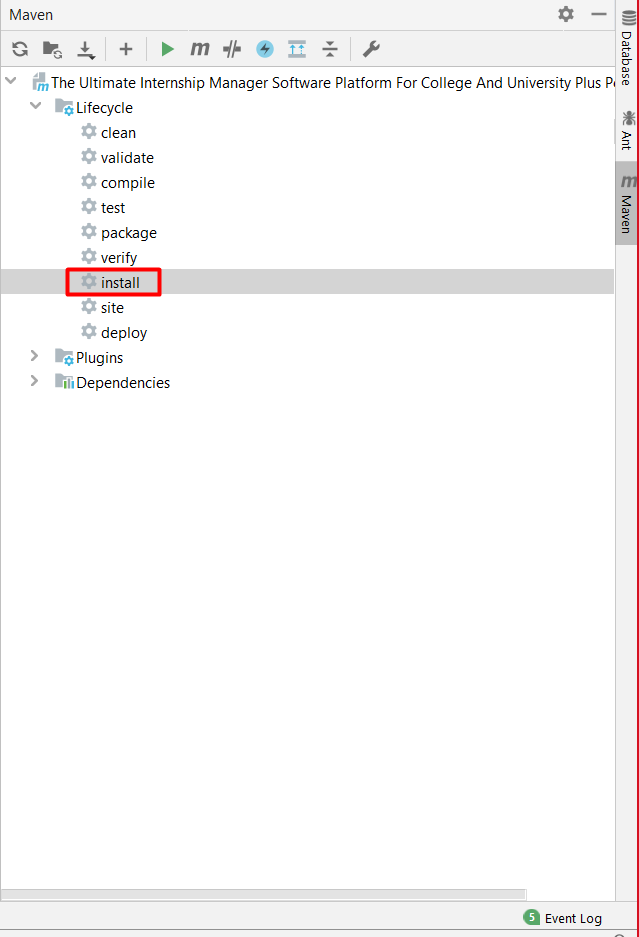 Maven
The Ultimate Internship Manager Software Platform For College And University Plus
Lifecycle
clean
validate
compile
test
package
verify
install
site
deploy
Plugins
Dependencies
Database
Ant
Maven
5 Event Log